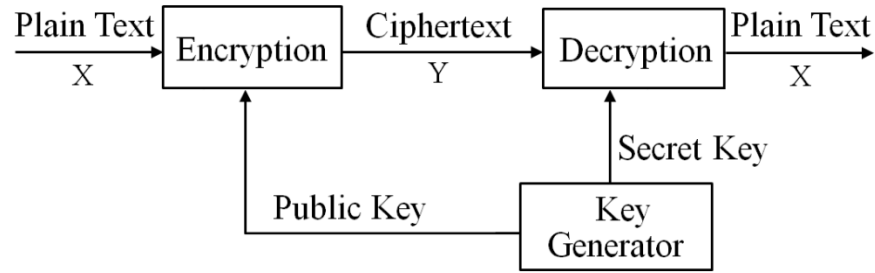 Plain Text
X
Encryption
Ciphertext
Y
Decryption
Plain Text
X
Secret Key
Public Key
Key
Generator